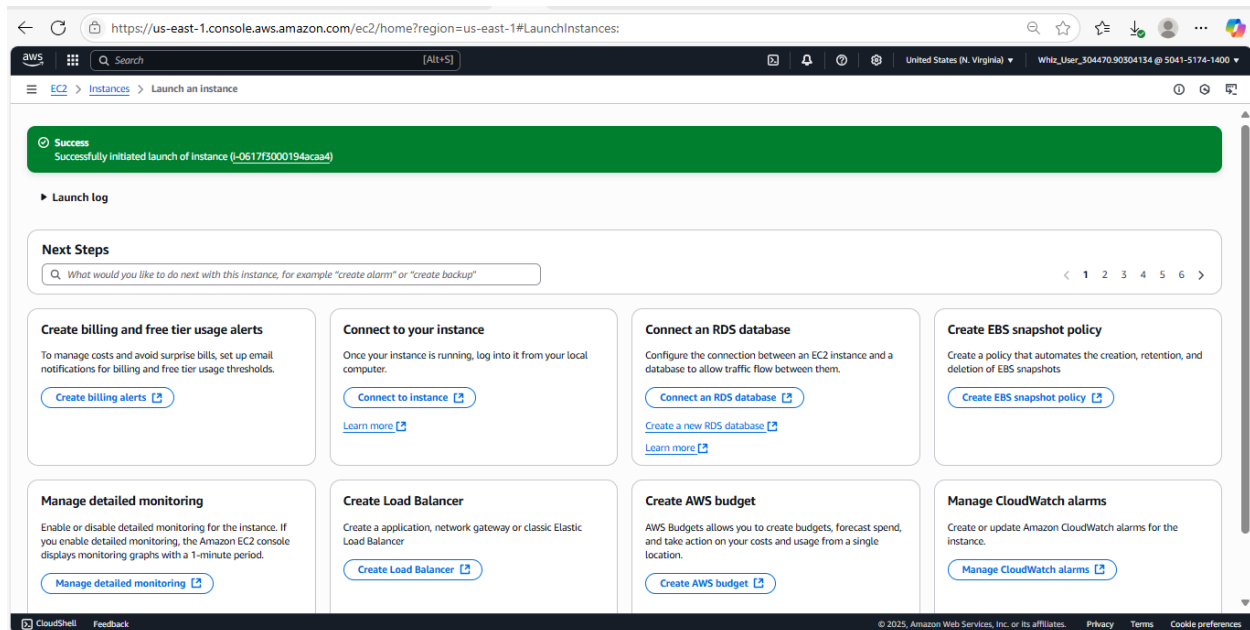 https://us-east-1.console.aws.amazon.com/ec2/home?region=us-east-1#LaunchInstances:
aws
Search
[Alt+S]
United States (N. Virginia)
Whiz_User_304470.90304134 @ 5041-5174-1400
EC2 > Instances > Launch an instance
Success
Successfully initiated launch of instance (i-0617f3000194acaa4)
Launch log
Next Steps
What would you like to do next with this instance, for example "create alarm" or "create backup"
1 2 3 4 5 6
Create billing and free tier usage alerts
To manage costs and avoid surprise bills, set up email
notifications for billing and free tier usage thresholds.
Create billing alerts
Connect to your instance
Once your instance is running, log into it from your local
computer.
Connect to instance
Learn more
Connect an RDS database
Configure the connection between an EC2 instance and a
database to allow traffic flow between them.
Connect an RDS database
Create a new RDS database
Learn more
Create EBS snapshot policy
Create a policy that automates the creation, retention, and
deletion of EBS snapshots
Create EBS snapshot policy
Manage detailed monitoring
Enable or disable detailed monitoring for the instance. If
you enable detailed monitoring, the Amazon EC2 console
displays monitoring graphs with a 1-minute period.
Manage detailed monitoring
Create Load Balancer
Create a application, network gateway or classic Elastic
Load Balancer
Create Load Balancer
Create AWS budget
AWS Budgets allows you to create budgets, forecast spend,
and take action on your costs and usage from a single
location.
Create AWS budget
Manage CloudWatch alarms
Create or update Amazon CloudWatch alarms for the
instance.
Manage CloudWatch alarms
CloudShell
Feedback
© 2025, Amazon Web Services, Inc. or its affiliates.
Privacy
Terms
Cookie preferences